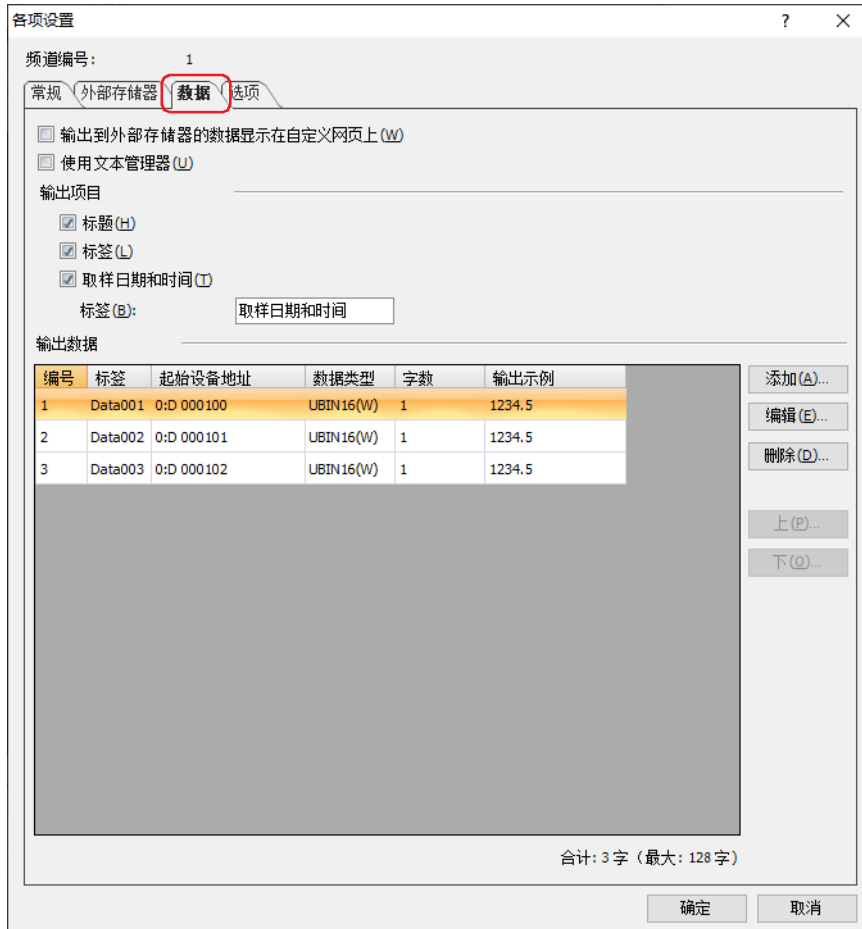 各项设置 ?
频道编号: 1
常规 外部存储器 数据 选项
输出到外部存储器的数据显示在自定义网页上(W)
使用文本管理器(U)
输出项目
标题(H)
标签(L)
取样日期和时间(T)
标签(B): 取样日期和时间
输出数据
编号 标签 起始设备地址 数据类型 字数 输出示例
1 Data001 0:D 000100 UBIN16(W) 1 1234.5
2 Data002 0:D 000101 UBIN16(W) 1 1234.5
3 Data003 0:D 000102 UBIN16(W) 1 1234.5
添加(A)...
编辑(E)...
删除(D)...
上(P)...
下(O)...
合计: 3 字 (最大: 128 字)
确定 取消